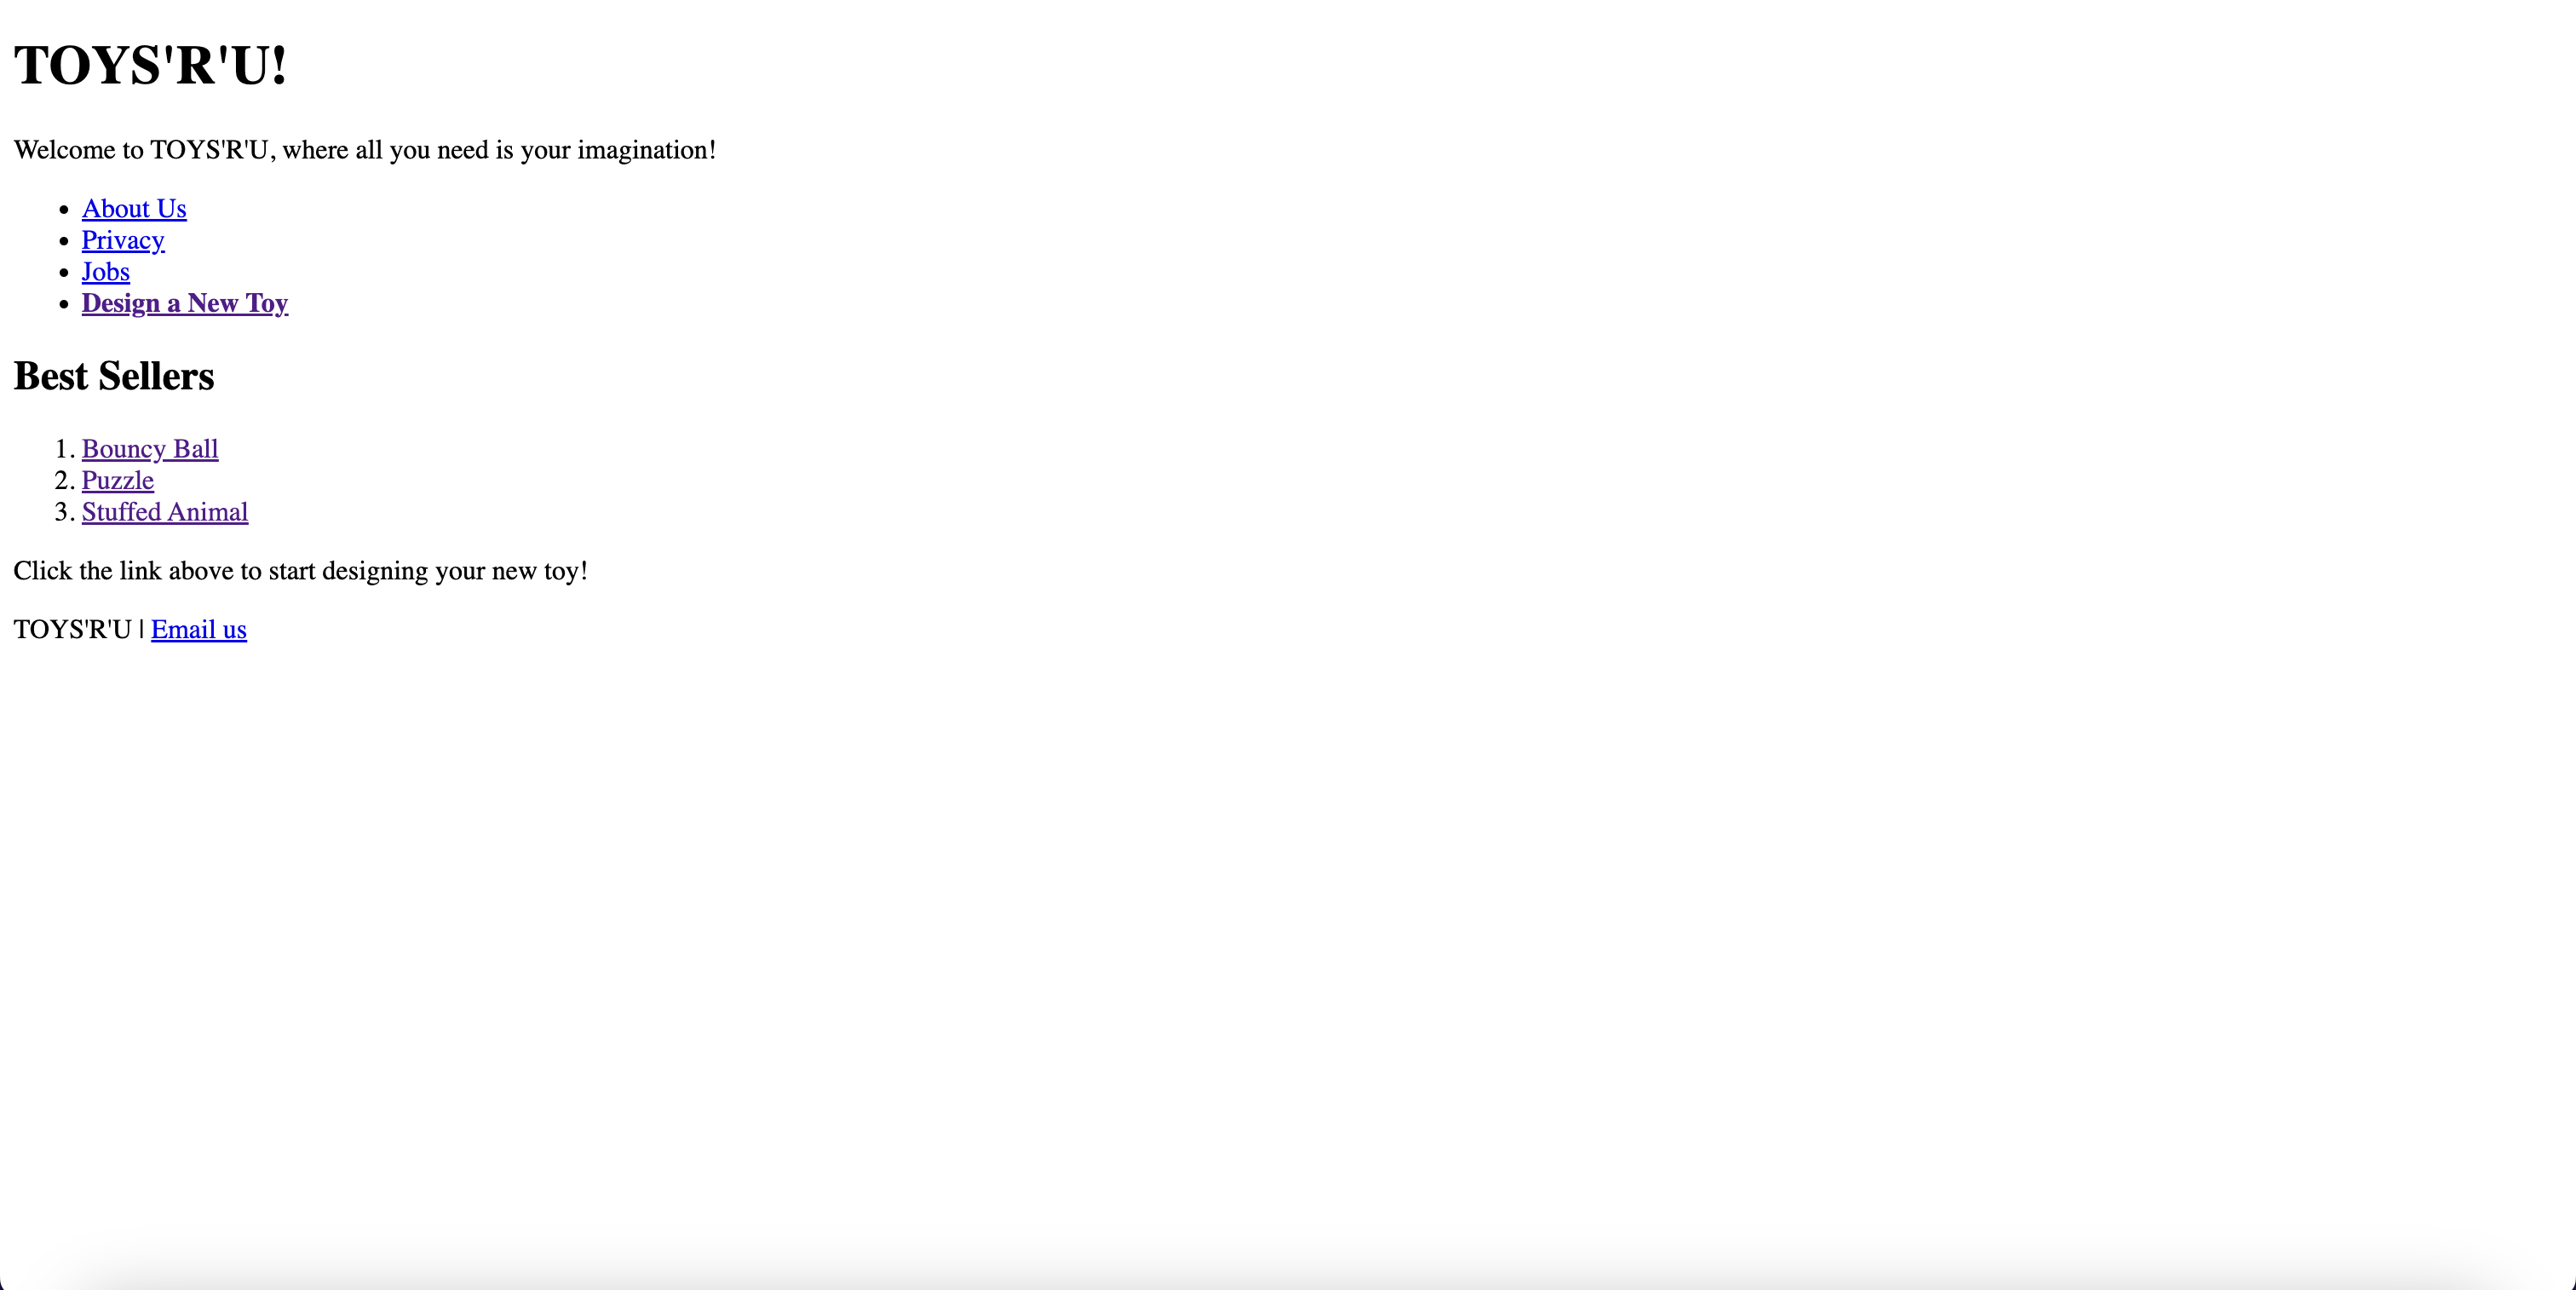 TOYS'R'U!
Welcome to TOYS'R'U, where all you need is your imagination!
• About Us
• Privacy
• Jobs
• Design a New Toy
Best Sellers
1. Bouncy Ball
2. Puzzle
3. Stuffed Animal
Click the link above to start designing your new toy!
TOYS'R'U | Email us